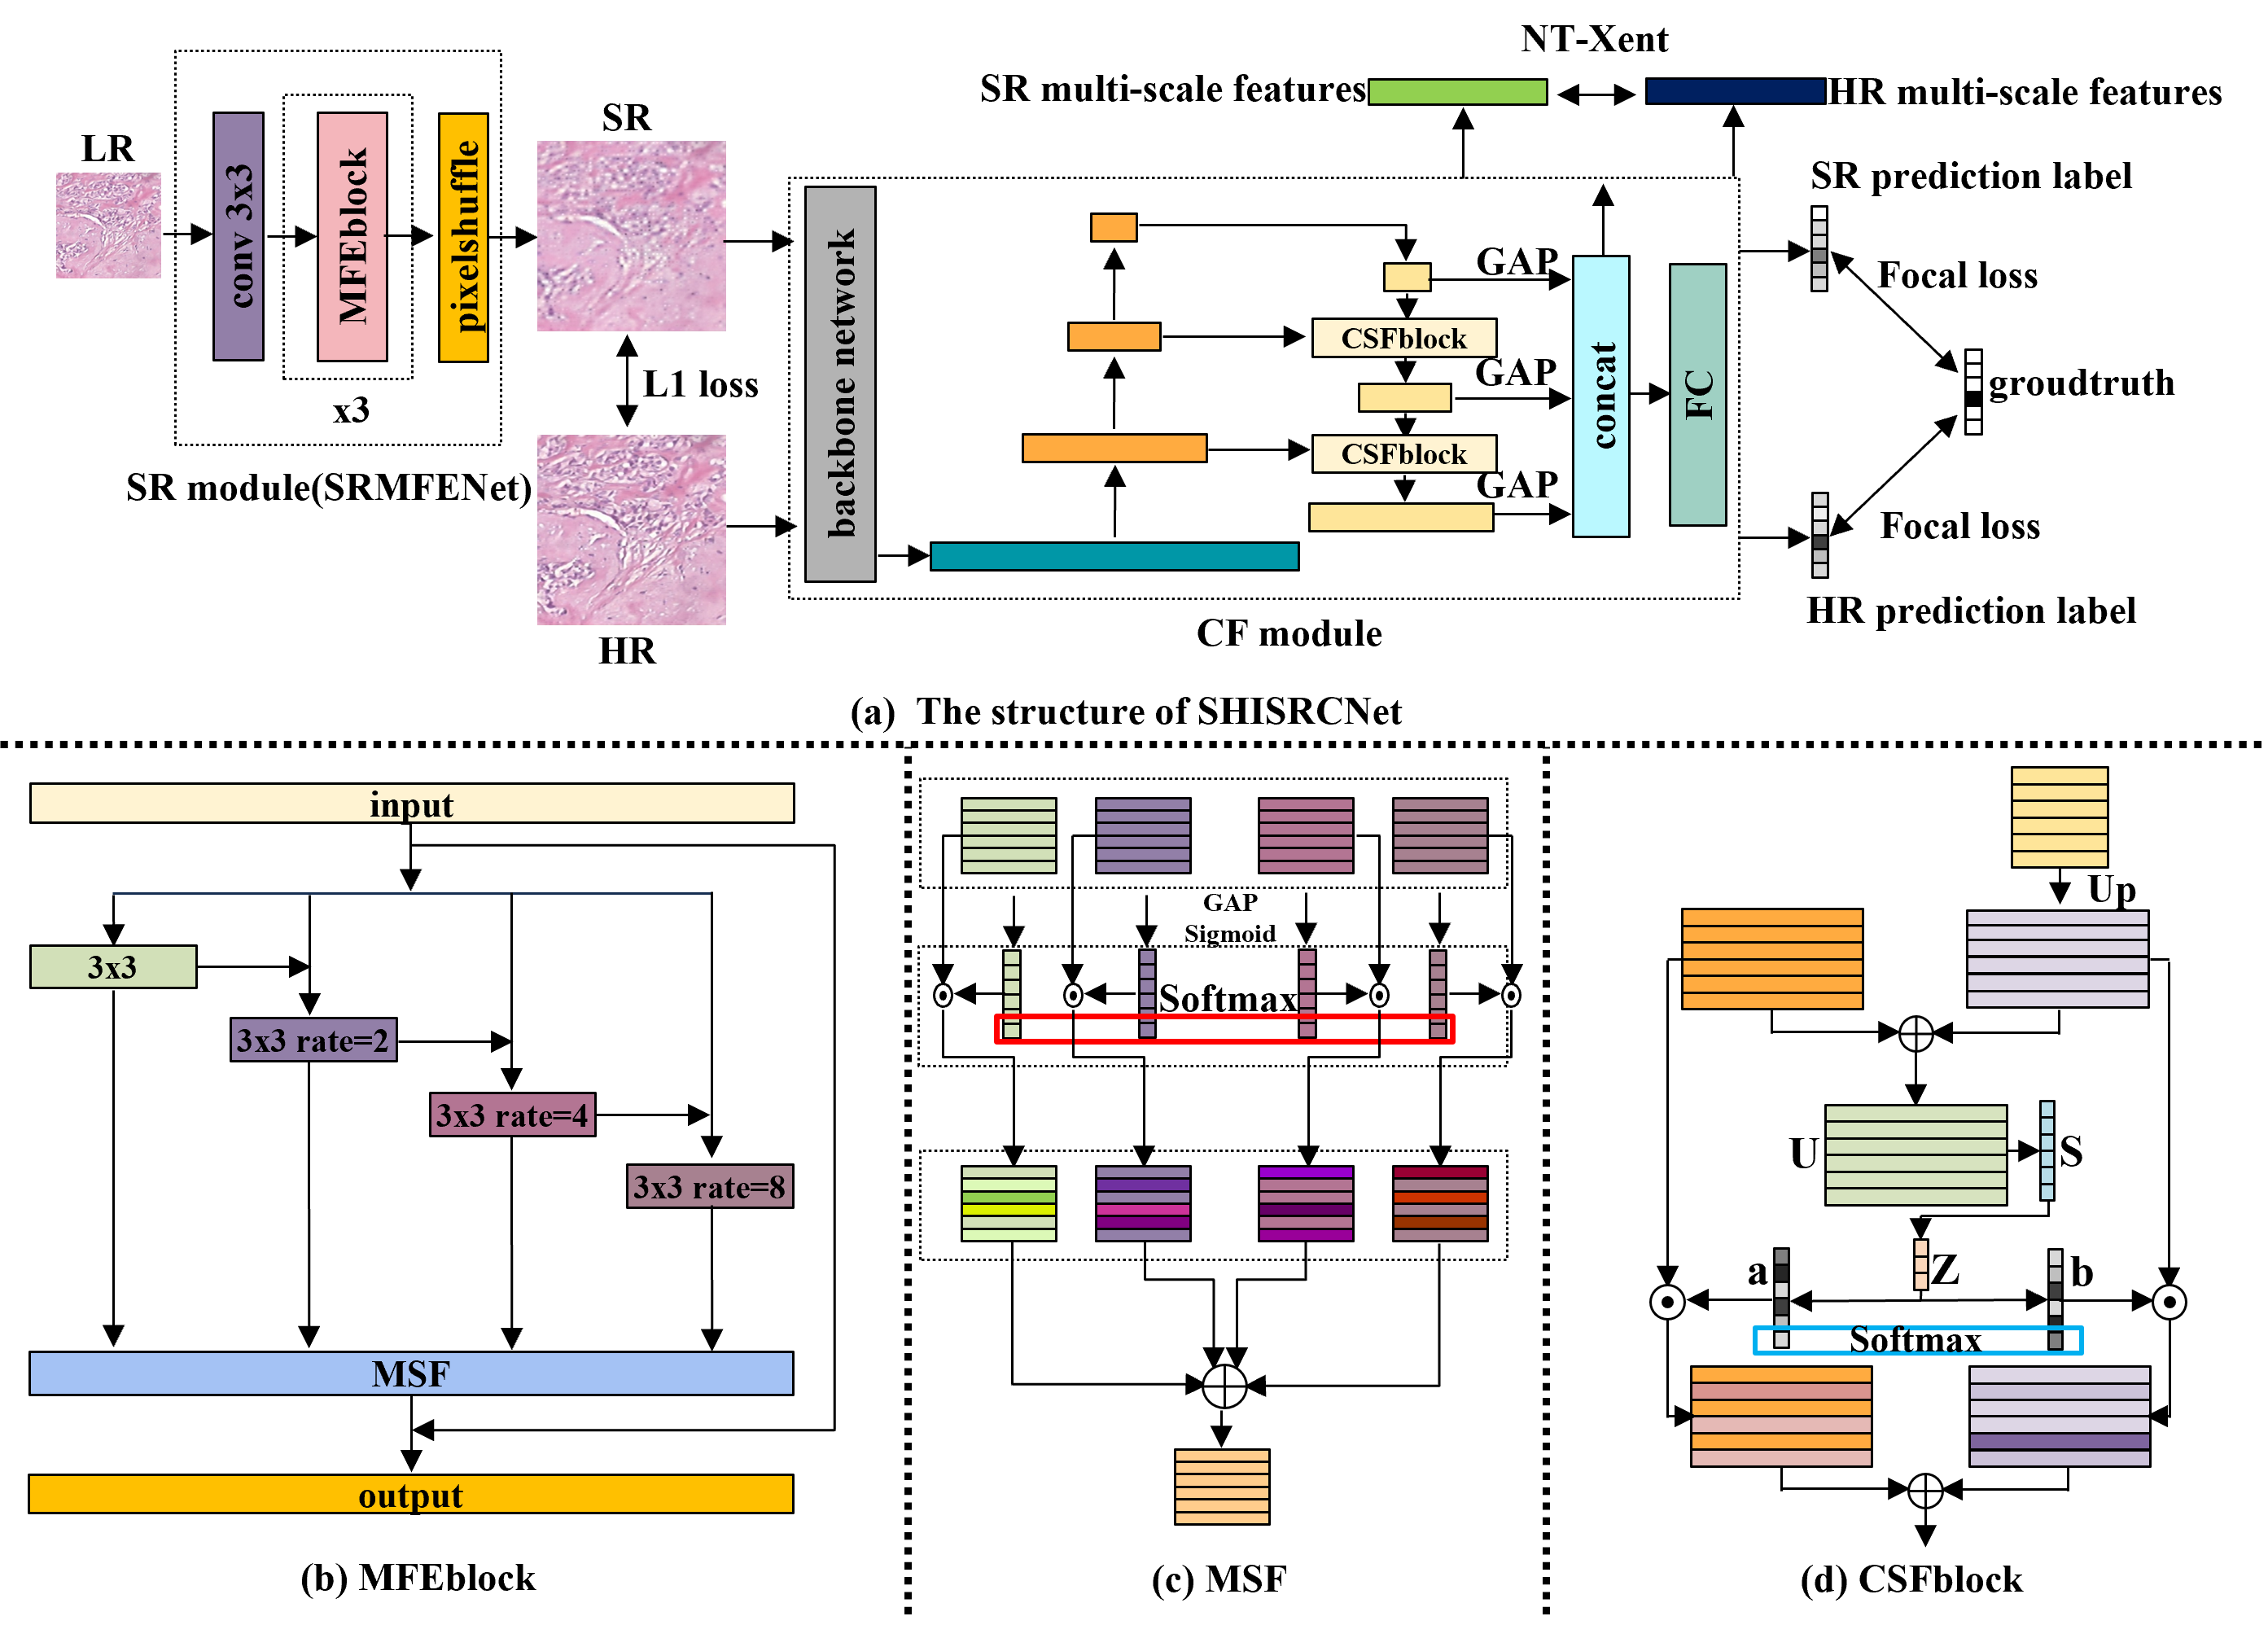 NT-Xent
SR multi-scale features
HR multi-scale features
LR
SR
conv 3x3
MFEblock
pixelshuffle
x3
SR module(SRMFENet)
L1 loss
HR
backbone network
GAP
CSFblock
GAP
CSFblock
GAP
concat
FC
CF module
SR prediction label
Focal loss
groudtruth
Focal loss
HR prediction label
(a) The structure of SHISRCNet
input
3x3
3x3 rate=2
3x3 rate=4
3x3 rate=8
MSF
output
(b) MFEblock
GAP
Sigmoid
Softmax
(c) MSF
Up
U
S
Z
a
b
Softmax
(d) CSFblock